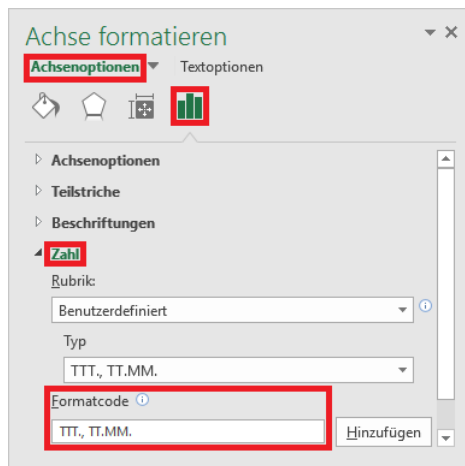 Achse formatieren
Achsenoptionen Textoptionen
Achsenoptionen
Teilstriche
Beschriftungen
Zahl
Rubrik:
Benutzerdefiniert
Typ
TTT., TT.MM.
Formatcode
TTT., TT.MM. Hinzufügen